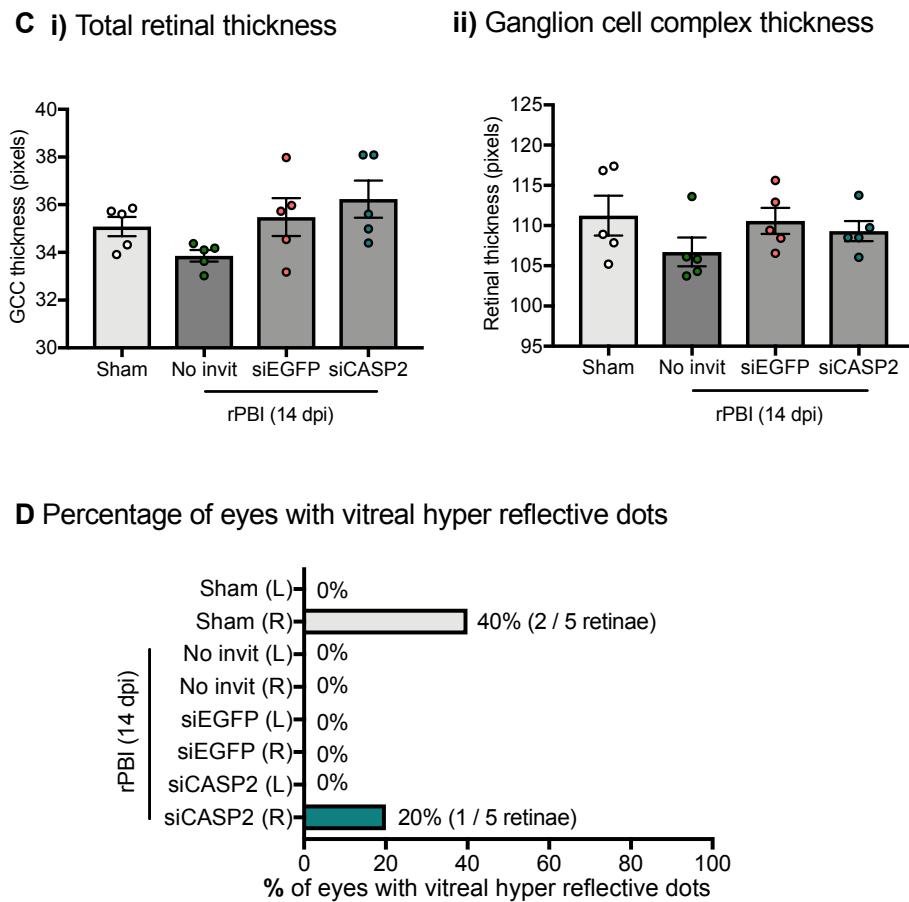 C i) Total retinal thickness
GCC thickness (pixels)
40
38
36
34
32
30
Sham No invit siEGFP siCASP2
rPBI (14 dpi)
ii) Ganglion cell complex thickness
Retinal thickness (pixels)
125
120
115
110
105
100
95
Sham No invit siEGFP siCASP2
rPBI (14 dpi)
D Percentage of eyes with vitreal hyper reflective dots
rPBI (14 dpi)
Sham (L) 0%
Sham (R) 40% (2 / 5 retinae)
No invit (L) 0%
No invit (R) 0%
siEGFP (L) 0%
siEGFP (R) 0%
siCASP2 (L) 0%
siCASP2 (R) 20% (1 / 5 retinae)
0 20 40 60 80 100
% of eyes with vitreal hyper reflective dots